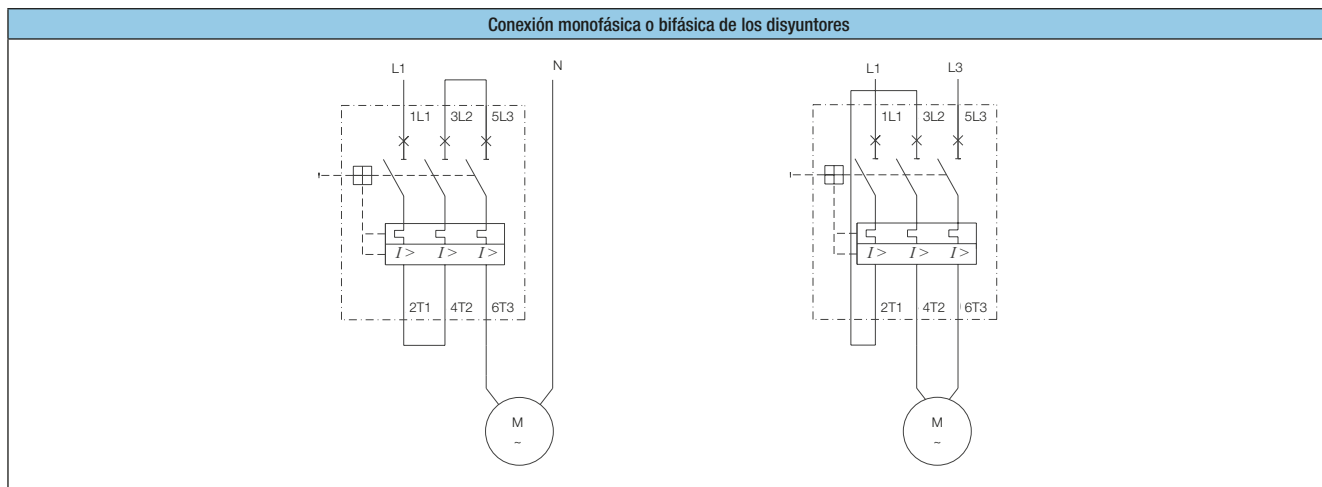 Conexión monofásica o bifásica de los disyuntores
L1 N
1L1 3L2 5L3
I > I > I >
2T1 4T2 6T3
M
~
L1 L3
1L1 3L2 5L3
I > I > I >
2T1 4T2 6T3
M
~